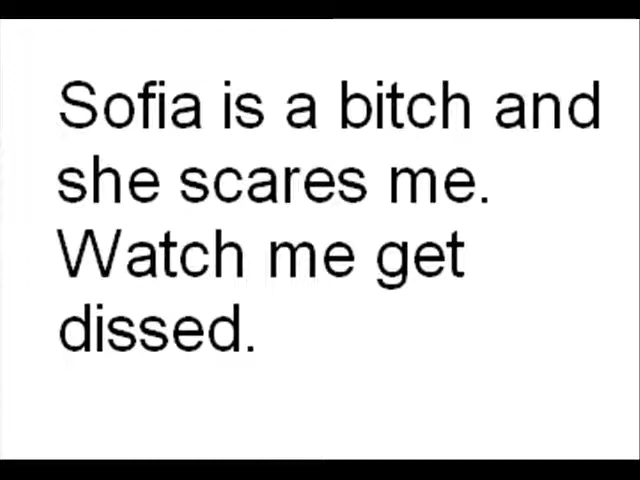 Sofia is a bitch and
she scares me.
Watch me get
dissed.